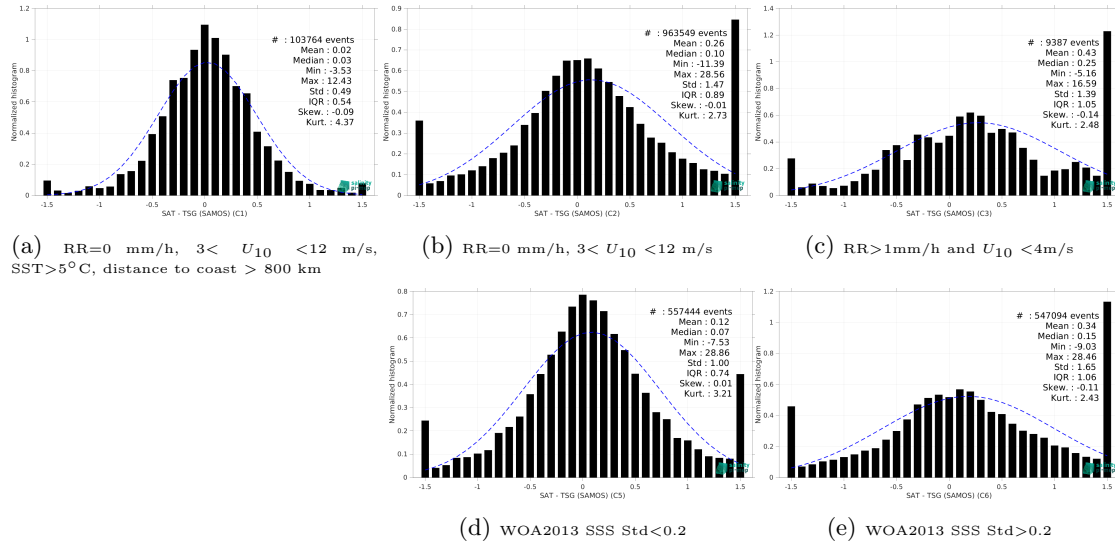 1.2
1
0.8
0.6
0.4
0.2
0
Normalized histogram
# : 103764 events
Mean : 0.02
Median : 0.03
Min : -3.53
Max : 12.43
Std : 0.49
IQR : 0.54
Skew. : -0.09
Kurt. : 4.37
-1.5 -1 -0.5 0 0.5 1 1.5
SAT - TSG (SAMOS) (C1)
(a) RR=0 mm/h, 3< U10 <12 m/s,
SST>5°C, distance to coast > 800 km
0.9
0.8
0.7
0.6
0.5
0.4
0.3
0.2
0.1
0
Normalized histogram
# : 963549 events
Mean : 0.26
Median : 0.10
Min : -11.39
Max : 28.56
Std : 1.47
IQR : 0.89
Skew. : -0.01
Kurt. : 2.73
-1.5 -1 -0.5 0 0.5 1 1.5
SAT - TSG (SAMOS) (C2)
(b) RR=0 mm/h, 3< U10 <12 m/s
1.4
1.2
1
0.8
0.6
0.4
0.2
0
Normalized histogram
# : 9387 events
Mean : 0.43
Median : 0.25
Min : -5.16
Max : 16.59
Std : 1.39
IQR : 1.05
Skew. : -0.14
Kurt. : 2.48
-1.5 -1 -0.5 0 0.5 1 1.5
SAT - TSG (SAMOS) (C3)
(c) RR>1mm/h and U10 <4m/s
0.8
0.7
0.6
0.5
0.4
0.3
0.2
0.1
0
Normalized histogram
# : 557444 events
Mean : 0.12
Median : 0.07
Min : -7.53
Max : 28.86
Std : 1.00
IQR : 0.74
Skew. : 0.01
Kurt. : 3.21
-1.5 -1 -0.5 0 0.5 1 1.5
SAT - TSG (SAMOS) (C5)
(d) WOA2013 SSS Std<0.2
1.2
1
0.8
0.6
0.4
0.2
0
Normalized histogram
# : 547094 events
Mean : 0.34
Median : 0.15
Min : -9.03
Max : 28.46
Std : 1.65
IQR : 1.06
Skew. : -0.11
Kurt. : 2.43
-1.5 -1 -0.5 0 0.5 1 1.5
SAT - TSG (SAMOS) (C6)
(e) WOA2013 SSS Std>0.2